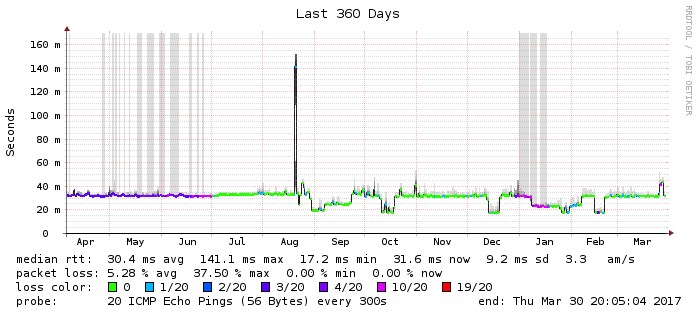 Last 360 Days
RRDTOOL / TOBI OETIKER
Seconds
160 m
140 m
120 m
100 m
80 m
60 m
40 m
20 m
0
Apr May Jun Jul Aug Sep Oct Nov Dec Jan Feb Mar
median rtt: 30.4 ms avg 141.1 ms max 17.2 ms min 31.6 ms now 9.2 ms sd 3.3 am/s
packet loss: 5.28 % avg 37.50 % max 0.00 % min 0.00 % now
loss color: 0 1/20 2/20 3/20 4/20 10/20 19/20
probe: 20 ICMP Echo Pings (56 Bytes) every 300s end: Thu Mar 30 20:05:04 2017